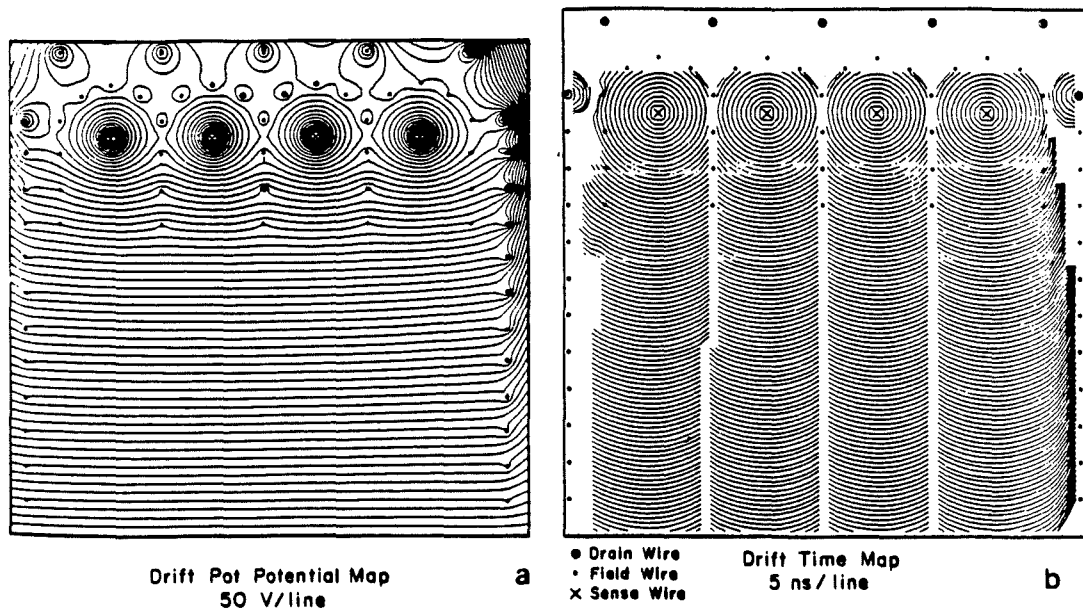 Drift Pot Potential Map
50 V/line
a
Drain Wire
Field Wire
Sense Wire
Drift Time Map
5 ns/line
b